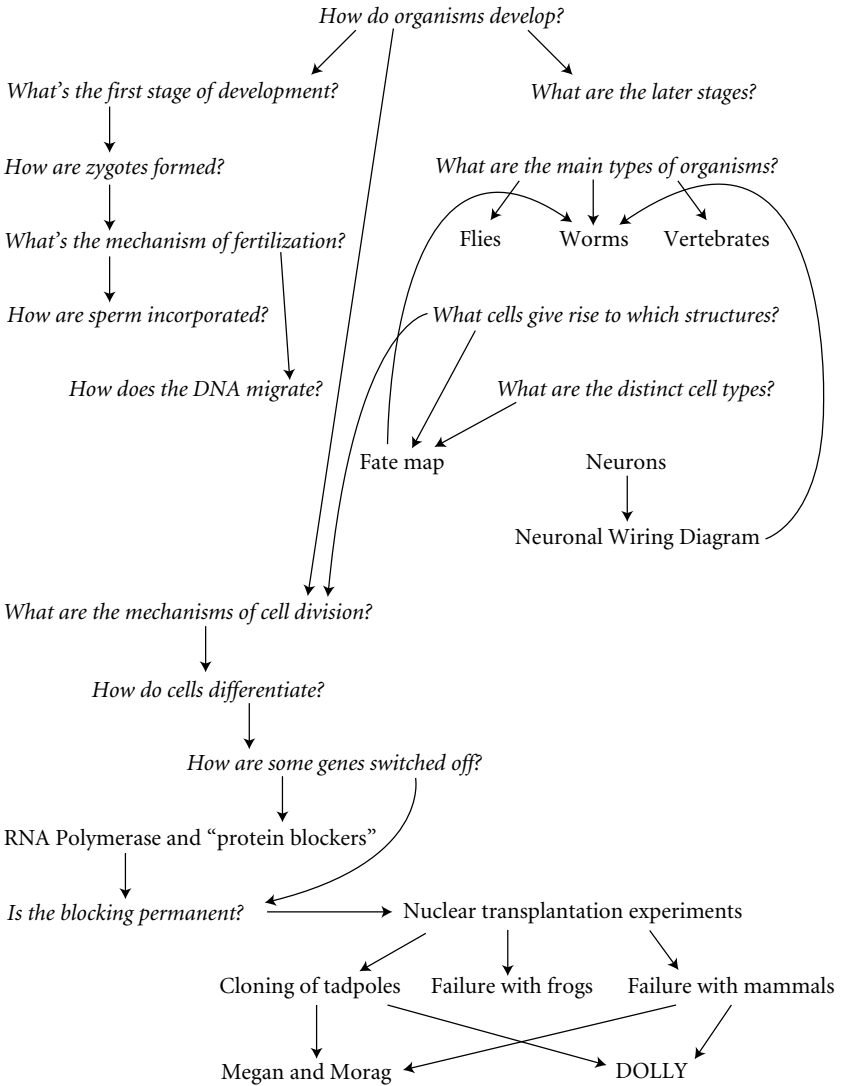 How do organisms develop?
What's the first stage of development?
What are the later stages?
How are zygotes formed?
What are the main types of organisms?
What's the mechanism of fertilization?
Flies
Worms
Vertebrates
How are sperm incorporated?
What cells give rise to which structures?
How does the DNA migrate?
What are the distinct cell types?
Fate map
Neurons
Neuronal Wiring Diagram
What are the mechanisms of cell division?
How do cells differentiate?
How are some genes switched off?
RNA Polymerase and “protein blockers”
Is the blocking permanent?
Nuclear transplantation experiments
Cloning of tadpoles
Failure with frogs
Failure with mammals
Megan and Morag
DOLLY